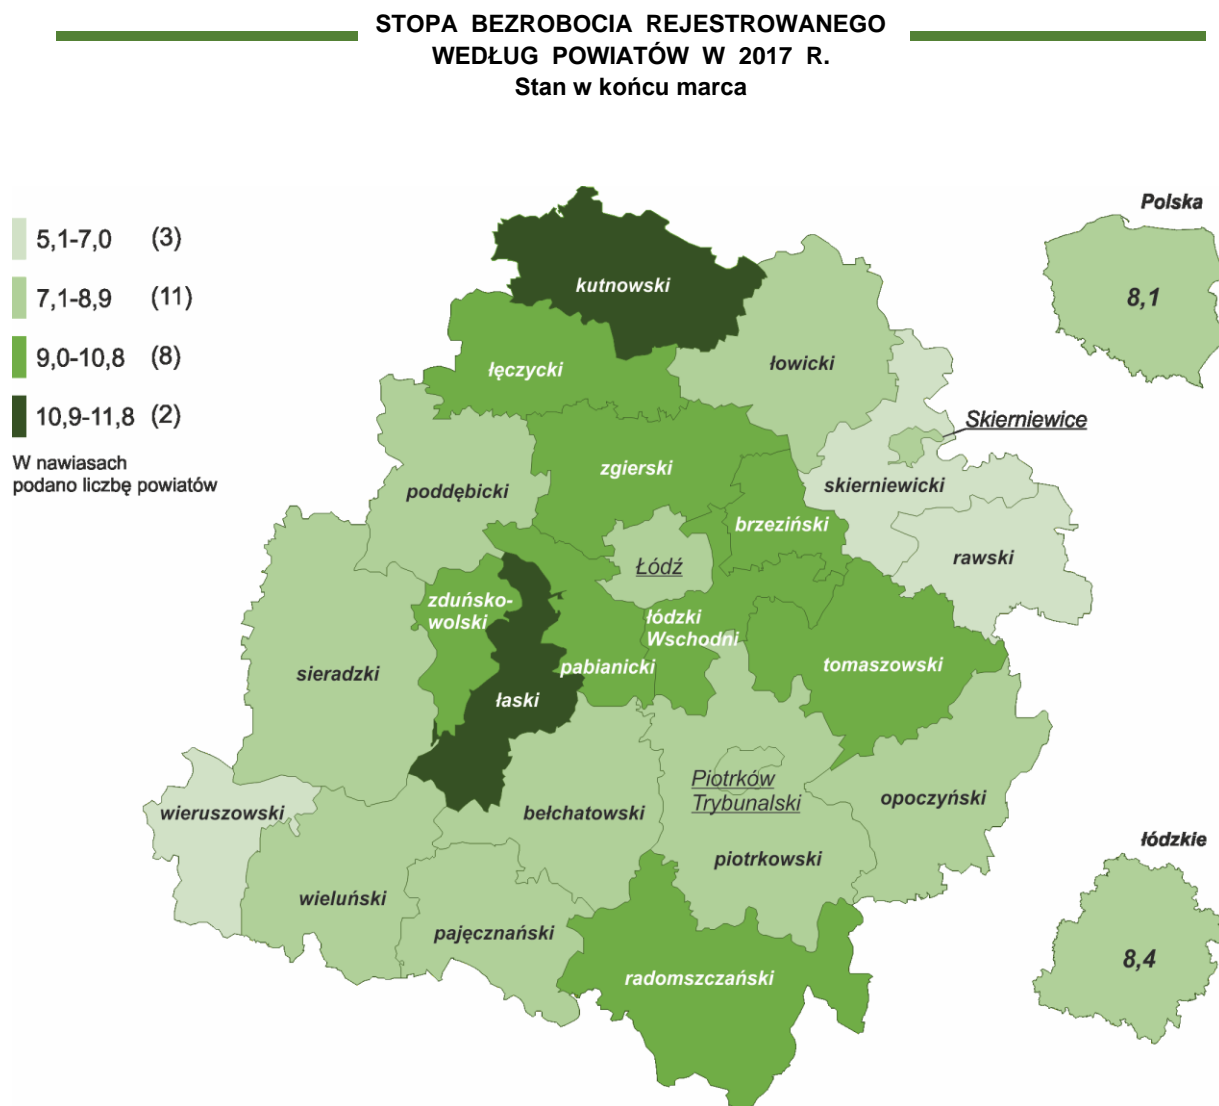 STOPA BEZROBOCIA REJESTROWANEGO
WEDŁUG POWIATÓW W 2017 R.
Stan w końcu marca
5,1-7,0 (3)
7,1-8,9 (11)
9,0-10,8 (8)
10,9-11,8 (2)
W nawiasach
podano liczbę powiatów
Polska
8,1
kutnowski
łęczycki
łowicki
Skierniewice
zgierski
poddębicki
skierniewicki
brzeziński
rawski
Łódź
zduńsko-
wolski
łódzki
Wschodni
sieradzki
pabianicki
tomaszowski
łaski
Piotrków
Trybunalski
opoczyński
wieruszowski
bełchatowski
piotrkowski
wieluński
pajęcznański
radomszczański
łódzkie
8,4